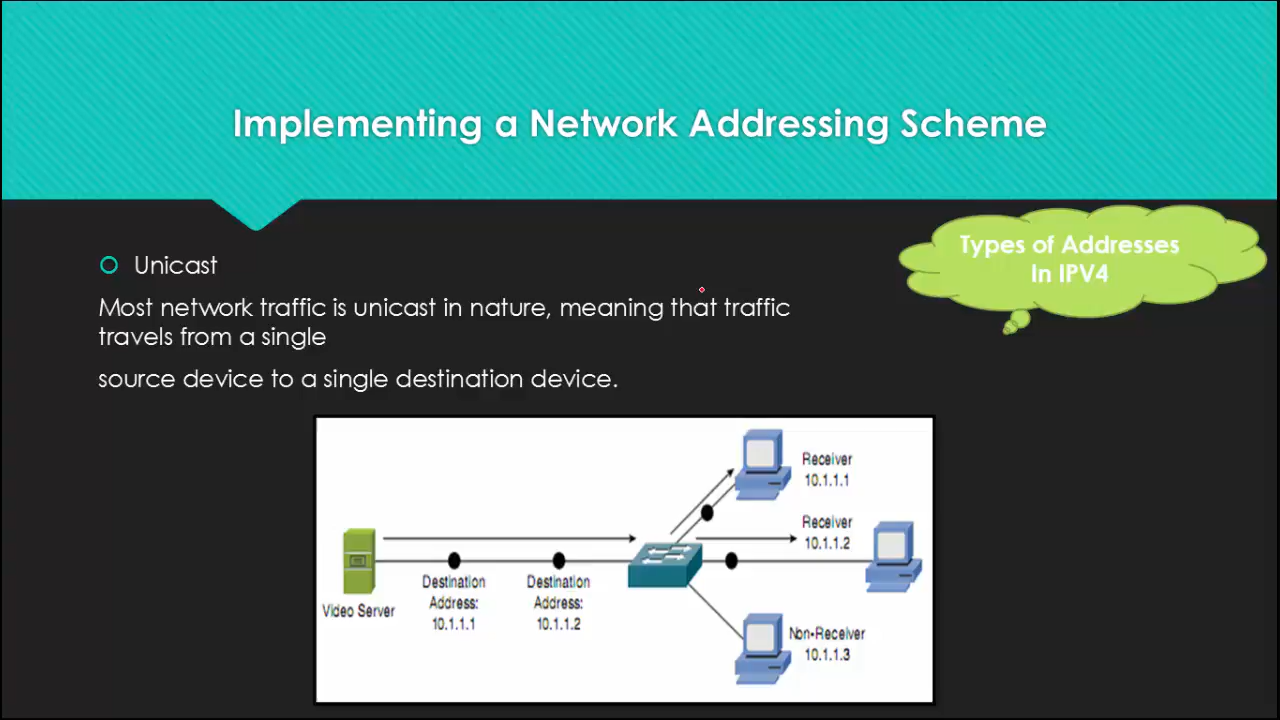 Implementing a Network Addressing Scheme
Types of Addresses
In IPV4
Unicast
Most network traffic is unicast in nature, meaning that traffic
travels from a single
source device to a single destination device.
Receiver
10.1.1.1
Receiver
10.1.1.2
Destination
Address:
10.1.1.1
Destination
Address:
10.1.1.2
Video Server
Non-Receiver
10.1.1.3